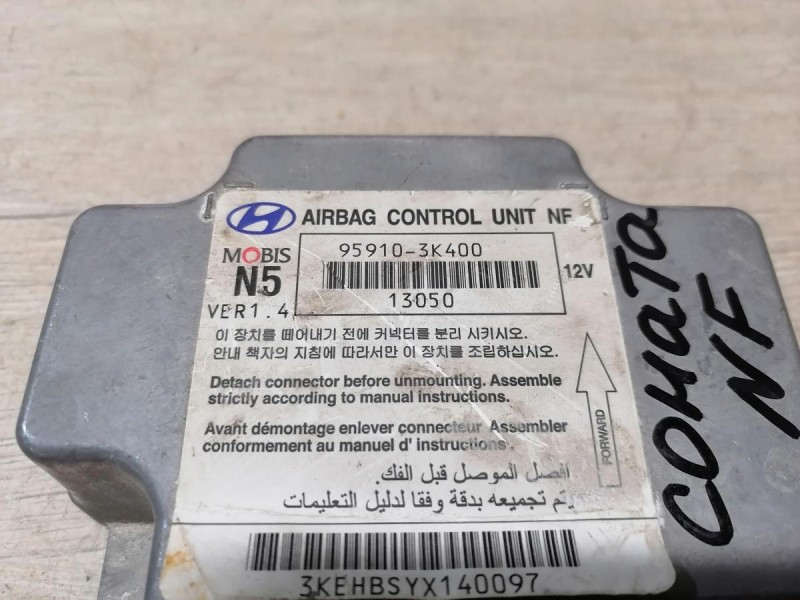 AIRBAG CONTROL UNIT NF
MOBIS
N5
VER1.4
95910-3K400
13050
12V
이 장치를 떼어내기 전에 커넥터를 분리 시키시오.
안내 책자의 지침에 따라서만 이 장치를 조립하십시오.
Detach connector before unmounting. Assemble
strictly according to manual instructions.
Avant démontage enlever connecteur Assembler
conformement au manuel d' instructions.
افصل الموصل قبل الفك.
يتم تجميعه بدقة وفقا لدليل التعليمات
FORWARD
3KEHBSYX140097
СОНАТА
NF